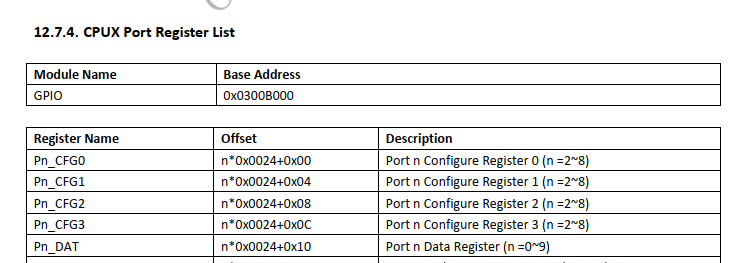 12.7.4. CPUX Port Register List
Module Name Base Address
GPIO 0x0300B000
Register Name Offset Description
Pn_CFG0 n*0x0024+0x00 Port n Configure Register 0 (n =2~8)
Pn_CFG1 n*0x0024+0x04 Port n Configure Register 1 (n =2~8)
Pn_CFG2 n*0x0024+0x08 Port n Configure Register 2 (n =2~8)
Pn_CFG3 n*0x0024+0x0C Port n Configure Register 3 (n =2~8)
Pn_DAT n*0x0024+0x10 Port n Data Register (n =0~9)